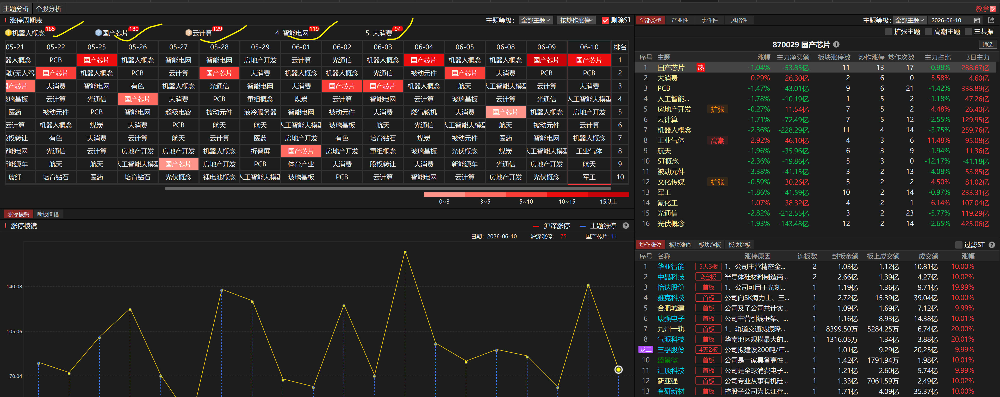 主题分析 个股分析 教学
涨停周期表 主题等级： 全部主题 按炒作涨停 剔除ST
1 机器人概念 185 2 国产芯片 180 3 云计算 129 4. 智能电网 119 5. 大消费 94
05-21 05-22 05-25 05-26 05-27 05-28 05-29 06-01 06-02 06-03 06-04 06-05 06-08 06-09 06-10 排名
器人概念 PCB 国产芯片 机器人概念 智能电网 智能电网 房地产开发 云计算 光通信 机器人概念 国产芯片 机器人概念 机器人概念 国产芯片 国产芯片 1
驶(无人驾 国产芯片 机器人概念 PCB 云计算 国产芯片 大消费 机器人概念 机器人概念 光通信 被动元件 国产芯片 大消费 PCB PCB 2
国产芯片 大消费 智能电网 有色 机器人概念 光通信 智能电网 大消费 国产芯片 国产芯片 机器人概念 航天 人工智能大模型 云计算 大消费 3
玻璃基板 云计算 光通信 国产芯片 大消费 PCB 重组概念 煤炭 云计算 智能电网 云计算 玻璃基板 云计算 光通信 人工智能大模型 4
医药 被动元件 PCB 智能电网 超级电容 被动元件 液冷服务器 智能电网 被动元件 大消费 燃气轮机 大消费 国产芯片 机器人概念 房地产开发 5
云计算 机器人概念 煤炭 大消费 PCB 航天 航天 人工智能大模型 玻璃基板 航天 光通信 人工智能大模型 航天 被动元件 云计算 6
股权转让 有色 大消费 云计算 航天 云计算 医药 房地产开发 有色 培育钻石 煤炭 被动元件 医药 智能电网 机器人概念 7
智能电网 光通信 云计算 房地产开发 房地产开发 机器人概念 折叠屏 国产芯片 房地产开发 重组概念 玻璃基板 光伏概念 煤炭 人工智能大模型 工业气体 8
新能源车 航天 航天 人工智能大模型 国产芯片 房地产开发 PCB 体育产业 大消费 股权转让 大消费 新能源车 光通信 房地产开发 航天 9
玻纤 培育钻石 医药 培育钻石 光伏概念 锂电池概念 人工智能大模型 玻璃基板 PCB 云计算 智能电网 云计算 房地产开发 光伏概念 军工 10
0~3 3~5 5~10 10~15 15以上
涨停棱镜 断板图谱
涨停棱镜 沪深涨停 主题涨停
日期: 2026-06-10 沪深涨停: 75 国产芯片: 11
140.08
105.06
70.04
全部类型 产业性 事件性 风格性 主题等级: 全部主题 2026-06-10
扩张主题 高潮主题 三共振
870029 国产芯片 筛选
序号 主题 涨幅 主力净买额 板块涨停数 炒作涨停 炒作次数 主力占比 3日主力
1 国产芯片 热 -1.04% -53.85亿 11 13 17 -0.98% 288.67亿
2 大消费 0.29% 26.30亿 2 6 0 5.58% 4.60亿
3 PCB -1.47% -43.01亿 9 6 21 -1.42% 338.89亿
4 人工智能... -1.78% -10.19亿 1 5 2 -1.18% 47.26亿
5 房地产开发 扩张 -0.27% 11.54亿 7 5 2 4.48% 26.40亿
6 云计算 -1.71% -72.49亿 7 5 12 -2.55% 129.95亿
7 机器人概念 -2.36% -228.29亿 11 4 14 -3.75% 259.76亿
8 工业气体 高潮 2.92% 46.10亿 4 3 6 11.48% 95.08亿
9 航天 -1.96% -35.96亿 6 3 9 -1.94% 11.36亿
10 ST概念 -2.36% -19.86亿 5 3 0 -12.17% -41.18亿
11 被动元件 -3.38% -41.15亿 3 2 13 -4.08% 53.85亿
12 文化传媒 扩张 -0.59% 30.26亿 5 2 2 4.50% 81.02亿
13 军工 -1.86% -41.59亿 10 2 14 -0.97% 233.31亿
14 氟化工 1.07% 38.32亿 4 2 1 6.14% 107.04亿
15 光通信 -2.82% -212.55亿 3 2 23 -5.77% 119.29亿
16 光伏概念 -1.93% -143.48亿 12 2 14 -2.65% 425.06亿
炒作涨停 板块涨停 板块炸板 板块烂板 过滤ST
序号 名称 涨停原因 连板数 封板金额 板上成交额 成交额 涨幅
1 华亚智能 5天3板 1、公司主营精密金... 2 1.03亿 1.12亿 10.81亿 10.00%
2 中晶科技 2连板 半导体硅材料制造商... 2 2.66亿 1.39亿 4.27亿 10.02%
3 怡达股份 首板 1、公司可用于光刻... 1 1.19亿 1.36亿 9.71亿 19.99%
4 雅克科技 首板 公司向SK海力士、三... 1 2.72亿 15.39亿 39.04亿 10.00%
5 合肥城建 首板 公司及子公司共计实... 1 1.09亿 1.69亿 7.12亿 9.99%
6 康强电子 首板 公司主营引线框架、... 1 1.16亿 8.93亿 14.38亿 10.01%
7 九州一轨 首板 1、轨道交通减振降... 1 8399.50万 5284.25万 6.74亿 20.00%
8 气派科技 首板 华南地区规模最大的... 1 1316.05万 1.34亿 3.88亿 20.01%
龙二 三孚股份 4天2板 公司拟建设200吨/年... 1 1.01亿 9.29亿 20.25亿 9.99%
10 盛景微 首板 公司是一家具备高性... 1 1.42亿 1791.94万 1.98亿 10.01%
11 汇顶科技 首板 公司是全球消费电子... 1 1.21亿 2.60亿 5.74亿 9.99%
12 新亚强 首板 公司专业从事有机硅... 1 1.33亿 7061.59万 2.49亿 10.02%
13 有研新材 首板 控股子公司为长江存... 1 1.71亿 4.09亿 35.37亿 10.00%